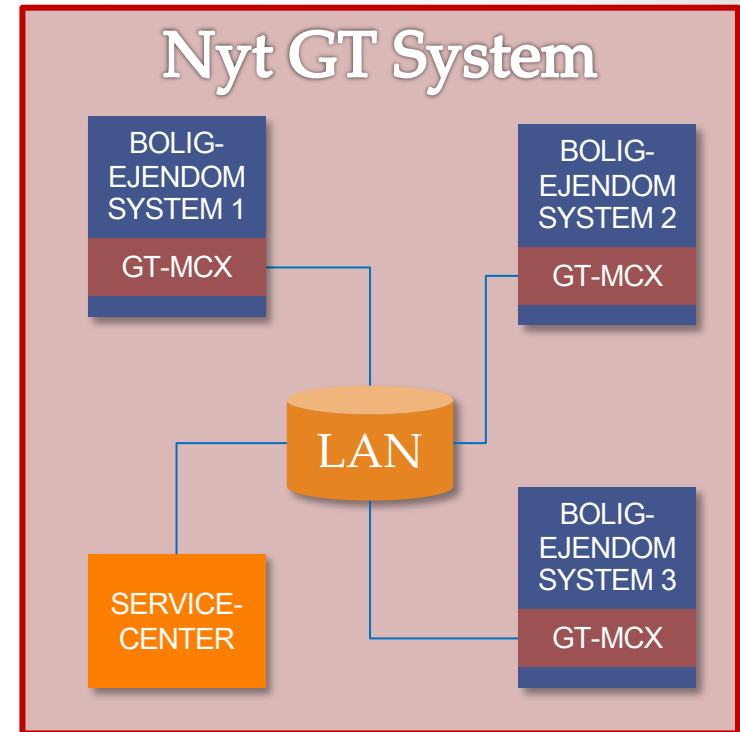 Nyt GT System
BOLIG-
EJENDOM
SYSTEM 1
GT-MCX
BOLIG-
EJENDOM
SYSTEM 2
GT-MCX
LAN
BOLIG-
EJENDOM
SYSTEM 3
GT-MCX
SERVICE-
CENTER